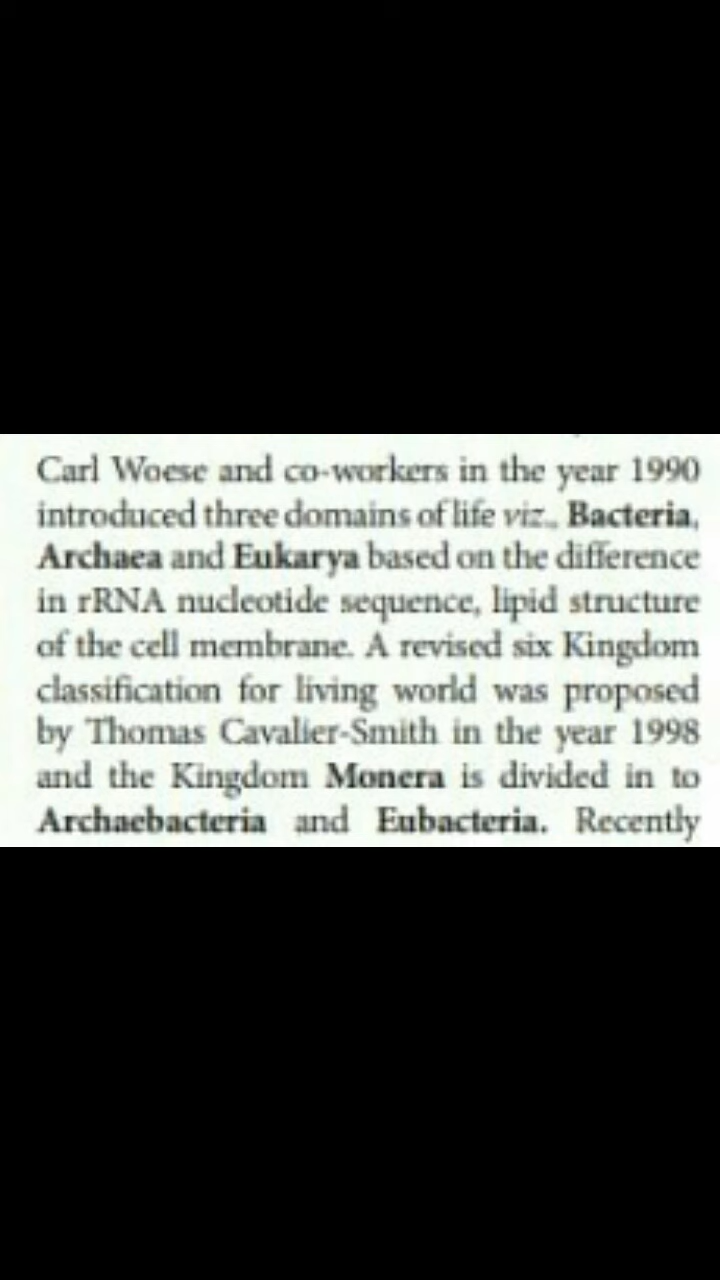 Carl Woese and co-workers in the year 1990
introduced three domains of life viz., Bacteria,
Archaea and Eukarya based on the difference
in rRNA nucleotide sequence, lipid structure
of the cell membrane. A revised six Kingdom
classification for living world was proposed
by Thomas Cavalier-Smith in the year 1998
and the Kingdom Monera is divided in to
Archaebacteria and Eubacteria. Recently